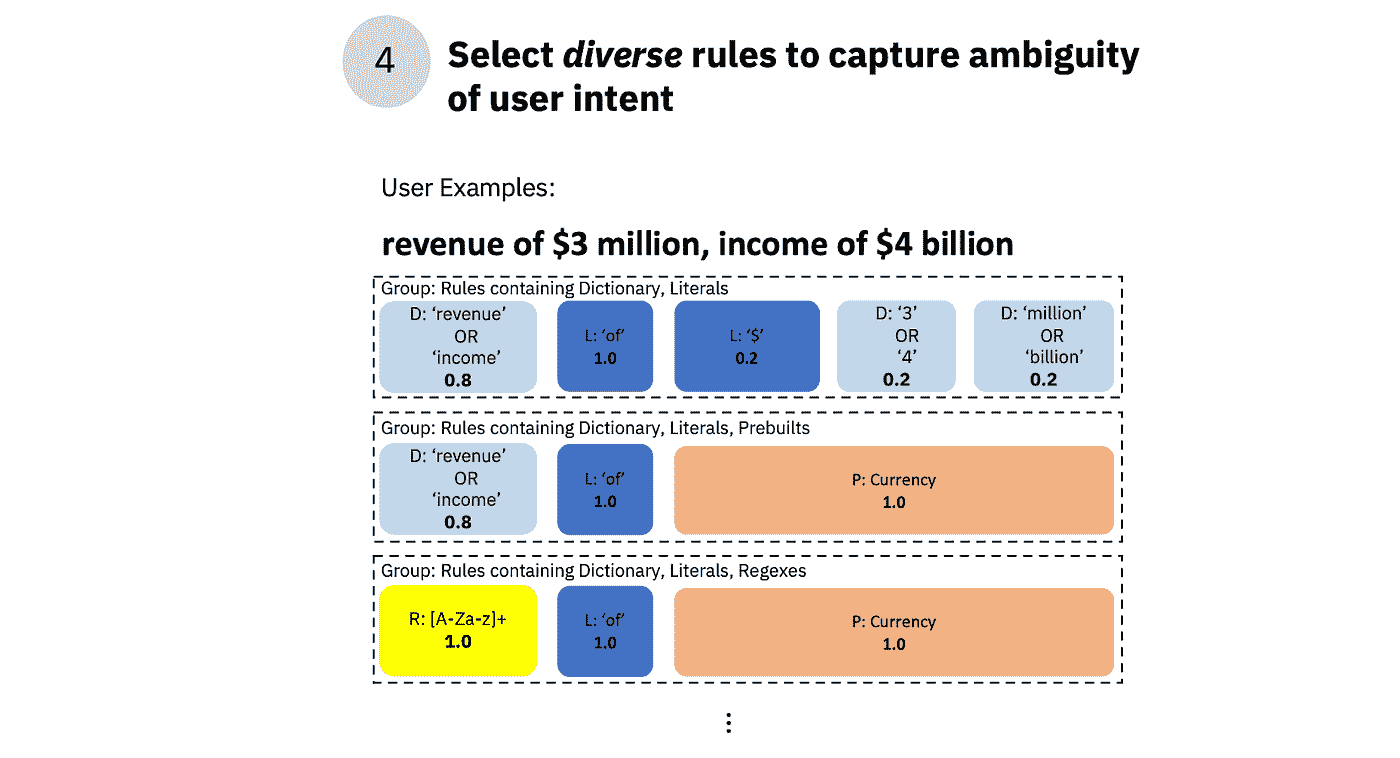 4
Select diverse rules to capture ambiguity
of user intent
User Examples:
revenue of $3 million, income of $4 billion
Group: Rules containing Dictionary, Literals
D: ‘revenue’
OR
‘income’
0.8
L: ‘of’
1.0
L: ‘$’
0.2
D: ‘3’
OR
‘4’
0.2
D: ‘million’
OR
‘billion’
0.2
Group: Rules containing Dictionary, Literals, Prebuilts
D: ‘revenue’
OR
‘income’
0.8
L: ‘of’
1.0
P: Currency
1.0
Group: Rules containing Dictionary, Literals, Regexes
R: [A-Za-z]+
1.0
L: ‘of’
1.0
P: Currency
1.0
⋮